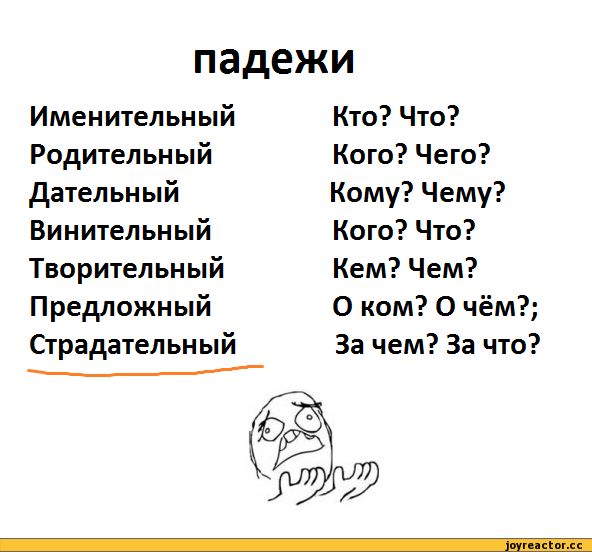 падежи
Именительный Кто? Что?
Родительный Кого? Чего?
Дательный Кому? Чему?
Винительный Кого? Что?
Творительный Кем? Чем?
Предложный О ком? О чём?;
Страдательный За чем? За что?
joyreactor.cc